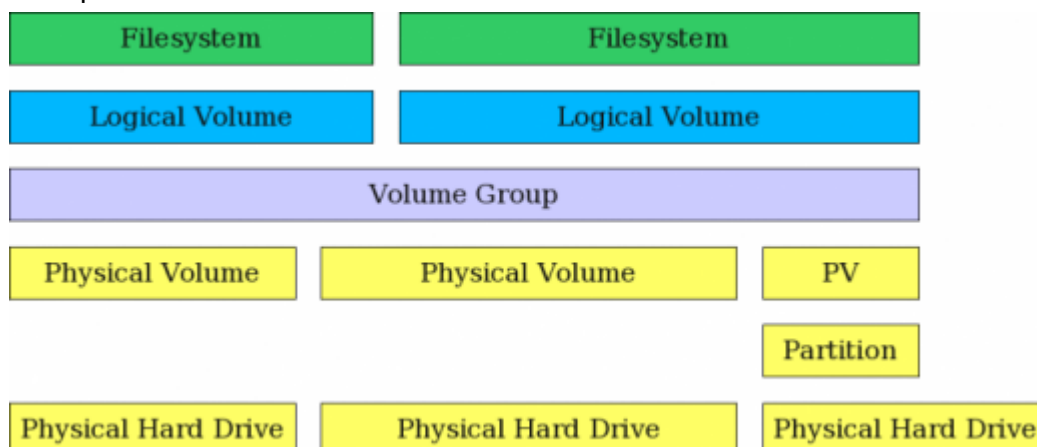 Filesystem Filesystem
Logical Volume Logical Volume
Volume Group
Physical Volume Physical Volume PV
Partition
Physical Hard Drive Physical Hard Drive Physical Hard Drive